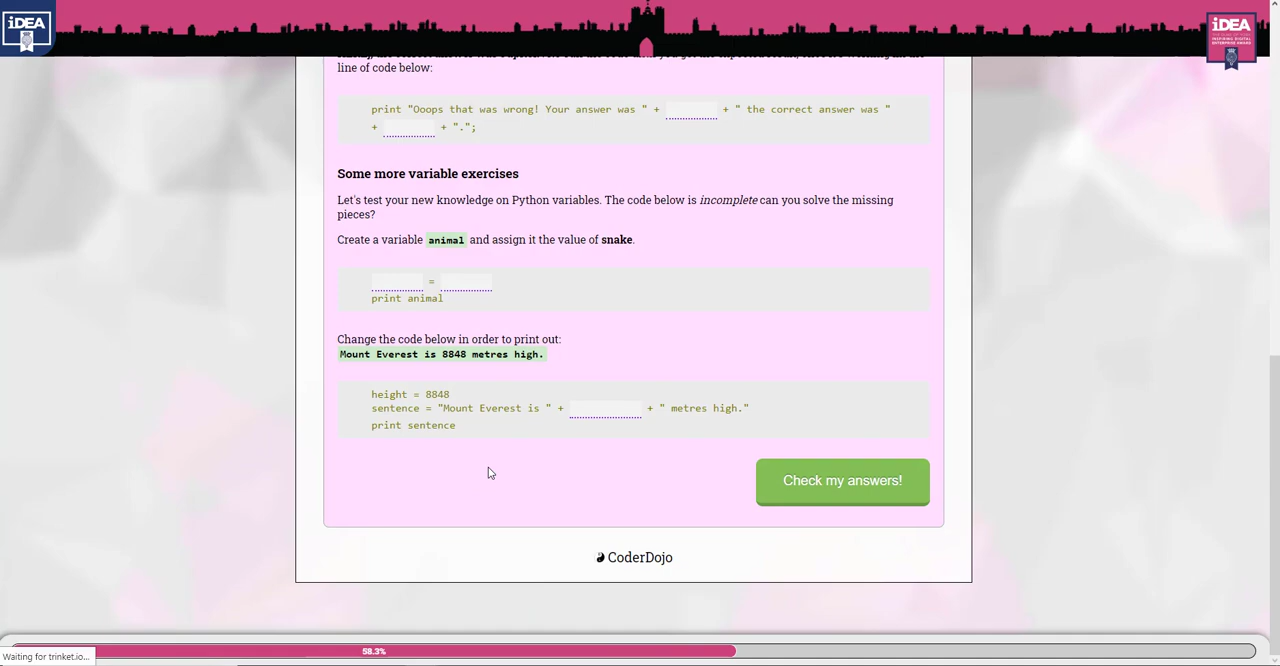 iDEA
iDEA
INSPIRING DIGITAL
ENTERPRISE AWARD
line of code below:
print "Ooops that was wrong! Your answer was " + + " the correct answer was "
+ + ".";
Some more variable exercises
Let's test your new knowledge on Python variables. The code below is incomplete can you solve the missing
pieces?
Create a variable animal and assign it the value of snake.
=
print animal
Change the code below in order to print out:
Mount Everest is 8848 metres high.
height = 8848
sentence = "Mount Everest is " + + " metres high."
print sentence
Check my answers!
CoderDojo
58.3%
Waiting for trinket.io...